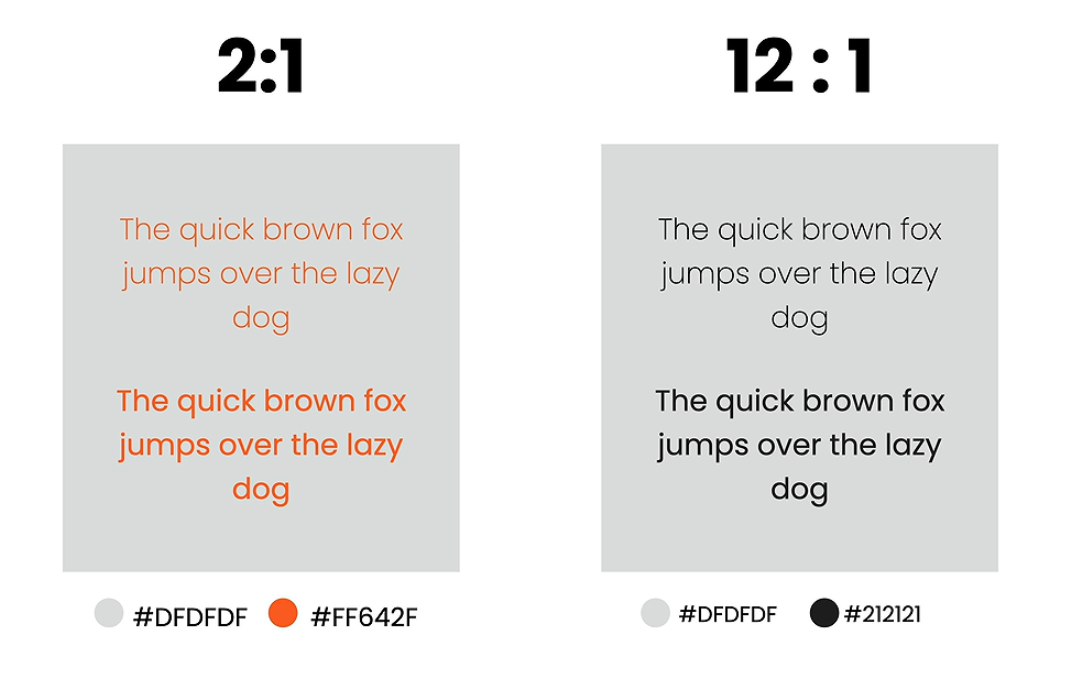 2:1
The quick brown fox
jumps over the lazy
dog
The quick brown fox
jumps over the lazy
dog
#DFDFDF #FF642F
12 : 1
The quick brown fox
jumps over the lazy
dog
The quick brown fox
jumps over the lazy
dog
#DFDFDF #212121